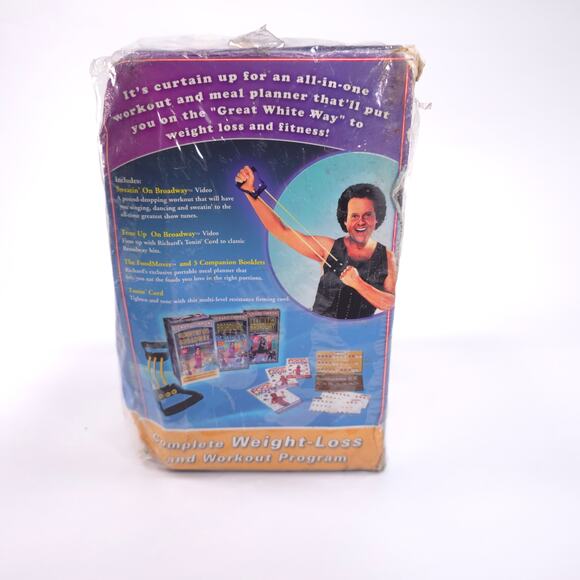 It's curtain up for an all-in-one
workout and meal planner that'll put
you on the "Great White Way" to
weight loss and fitness!
Includes:
Sweatin' On Broadway™ Video
A pound-dropping workout that will have
you singing, dancing and sweatin' to the
all-time greatest show tunes.
Tone Up On Broadway™ Video
Firm up with Richard's Tonin' Cord to classic
Broadway hits.
The FoodMover™ and 3 Companion Booklets
Richard's exclusive portable meal planner that
lets you eat the foods you love in the right portions.
Tonin' Cord
Tighten and tone with this multi-level resistance firming cord.
BROADWAY
BROADWAY
BROADWAY
Complete Weight-Loss
and Workout Program